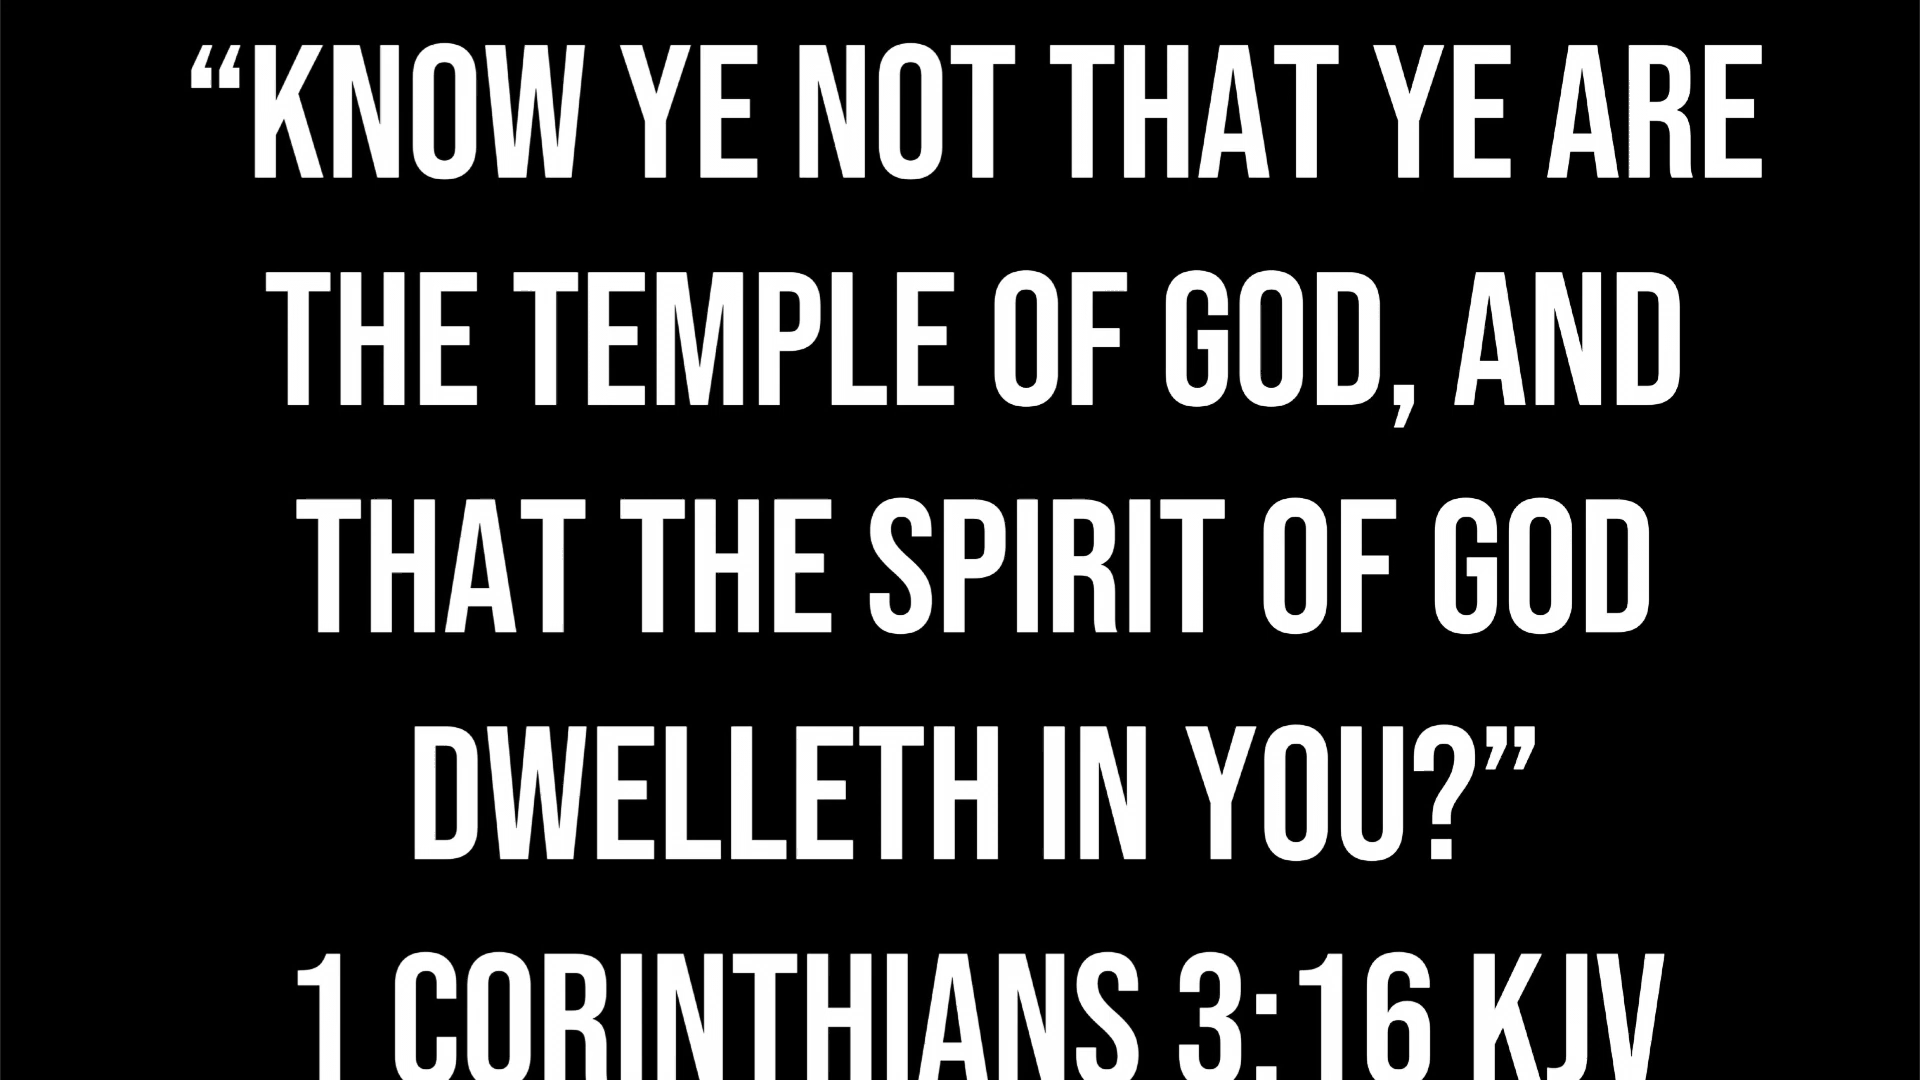 “KNOW YE NOT THAT YE ARE
THE TEMPLE OF GOD, AND
THAT THE SPIRIT OF GOD
DWELLETH IN YOU?”
1 CORINTHIANS 3:16 KJV